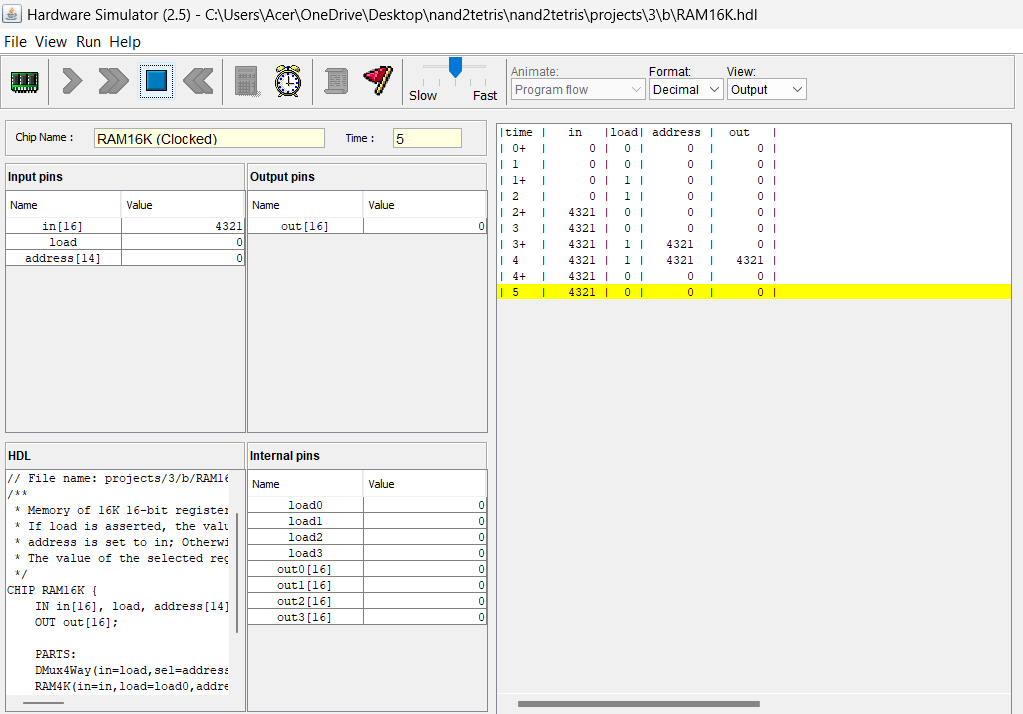 Hardware Simulator (2.5) - C:\Users\Acer\OneDrive\Desktop\nand2tetris\nand2tetris\projects\3\b\RAM16K.hdl
File View Run Help
Slow Fast
Animate: Format: View:
Program flow Decimal Output
Chip Name : RAM16K (Clocked) Time : 5
Input pins
Name Value
in[16] 4321
load 0
address[14] 0
Output pins
Name Value
out[16] 0
HDL
// File name: projects/3/b/RAM16
/**
* Memory of 16K 16-bit register
* If load is asserted, the valu
* address is set to in; Otherwi
* The value of the selected reg
*/
CHIP RAM16K {
IN in[16], load, address[14]
OUT out[16];
PARTS:
DMux4Way(in=load,sel=address
RAM4K(in=in,load=load0,addre
Internal pins
Name Value
load0 0
load1 0
load2 0
load3 0
out0[16] 0
out1[16] 0
out2[16] 0
out3[16] 0
|time | in |load| address | out |
| 0+ | 0 | 0 | 0 | 0 |
| 1 | 0 | 0 | 0 | 0 |
| 1+ | 0 | 1 | 0 | 0 |
| 2 | 0 | 1 | 0 | 0 |
| 2+ | 4321 | 0 | 0 | 0 |
| 3 | 4321 | 0 | 0 | 0 |
| 3+ | 4321 | 1 | 4321 | 0 |
| 4 | 4321 | 1 | 4321 | 4321 |
| 4+ | 4321 | 0 | 0 | 0 |
| 5 | 4321 | 0 | 0 | 0 |